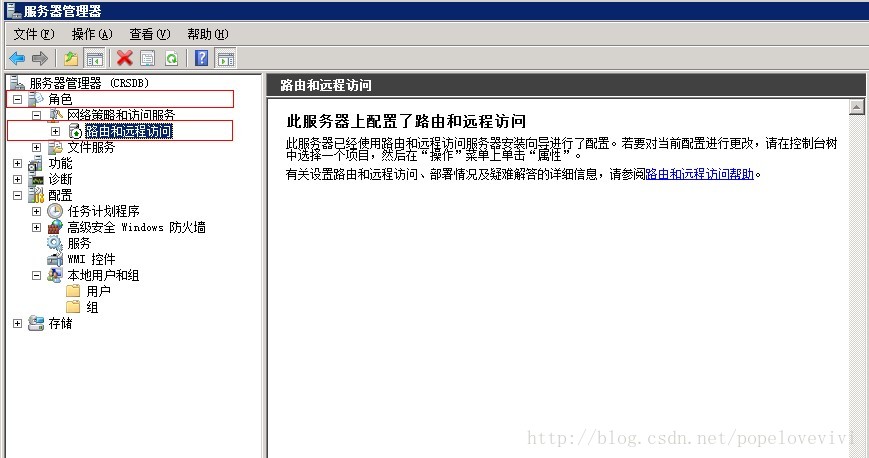 服务器管理器
文件(F) 操作(A) 查看(V) 帮助(H)
服务器管理器 (CRSDB)
角色
网络策略和访问服务
路由和远程访问
文件服务
功能
诊断
配置
任务计划程序
高级安全 Windows 防火墙
服务
WMI 控件
本地用户和组
用户
组
存储
路由和远程访问
此服务器上配置了路由和远程访问
此服务器已经使用路由和远程访问服务器安装向导进行了配置。若要对当前配置进行更改，请在控制台树
中选择一个项目，然后在“操作”菜单上单击“属性”。
有关设置路由和远程访问、部署情况及疑难解答的详细信息，请参阅路由和远程访问帮助。
http://blog.csdn.net/popelovevivi